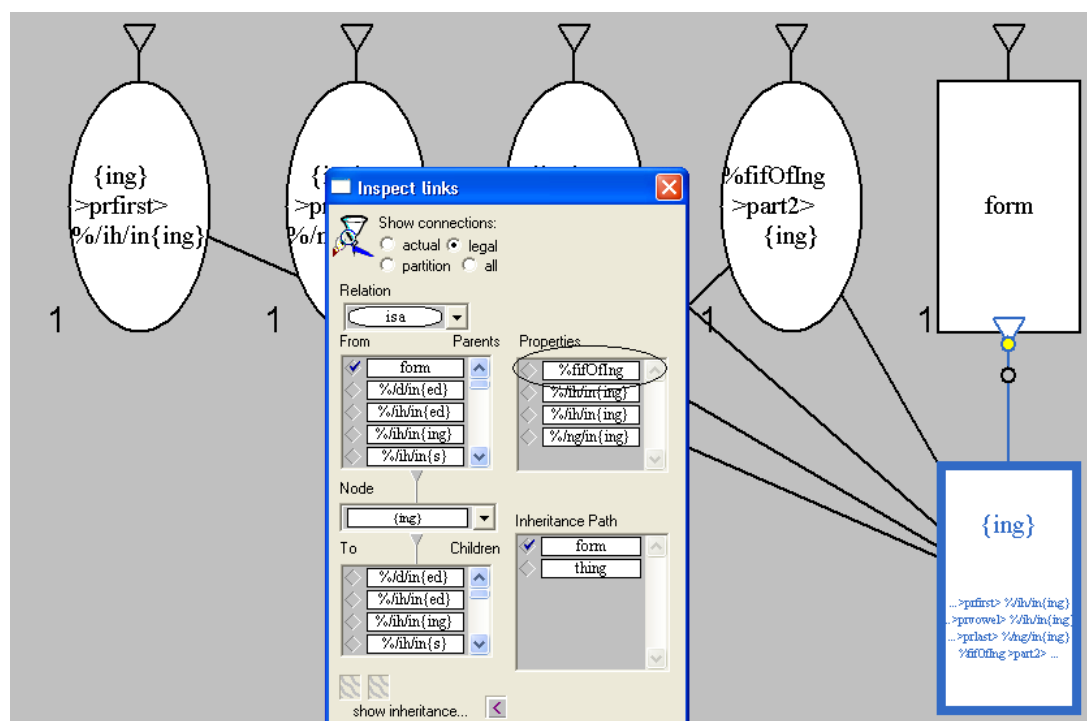 {ing}
>prfirst>
%/ih/in{ing}
%fifOfIng
>part2>
{ing}
form
1
1
1
1
Inspect links
Show connections:
actual legal
partition all
Relation
isa
From Parents
form
%/d/in{ed}
%/ih/in{ed}
%/ih/in{ing}
%/ih/in{s}
Properties
%fifOfIng
%/ih/in{ing}
%/ih/in{ing}
%/ng/in{ing}
Node
{ing}
To Children
%/d/in{ed}
%/ih/in{ed}
%/ih/in{ing}
%/ih/in{s}
Inheritance Path
form
thing
show inheritance... <
{ing}
...>prfirst> %/ih/in{ing}
..>prvowel> %/ih/in{ing}
...>prlast> %/ng/in{ing}
%fifOfIng >part2> ...